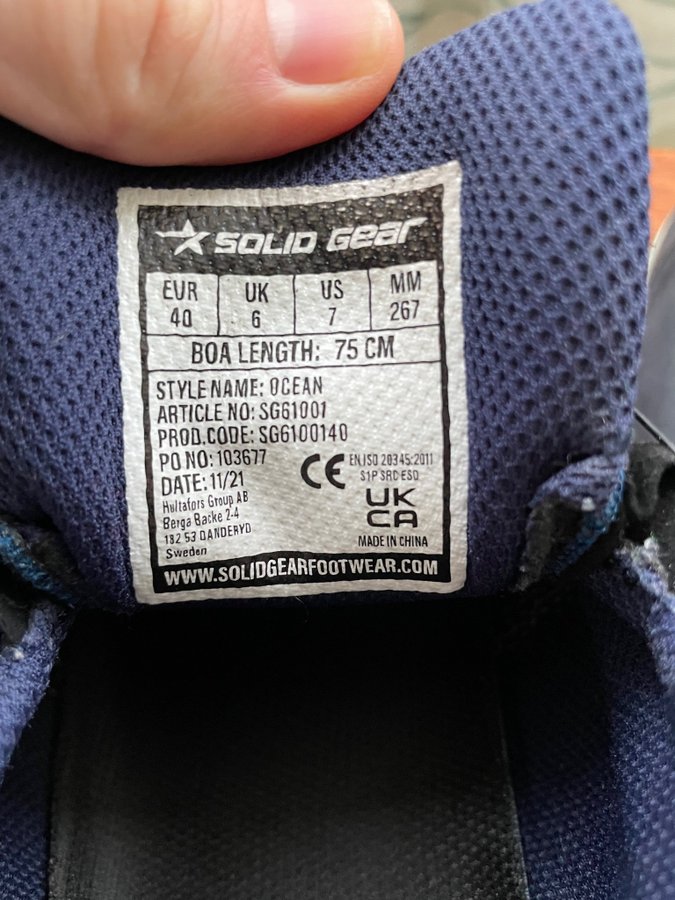 SOLID GEAR
EUR UK US MM
40 6 7 267
BOA LENGTH: 75 CM
STYLE NAME: OCEAN
ARTICLE NO: SG61001
PROD.CODE: SG6100140
PO NO: 103677
DATE: 11/21
Hultafors Group AB
Berga Backe 2-4
182 53 DANDERYD
Sweden
CE EN ISO 20345:2011
S1P SRC ESD
UK
CA
MADE IN CHINA
WWW.SOLIDGEARFOOTWEAR.COM